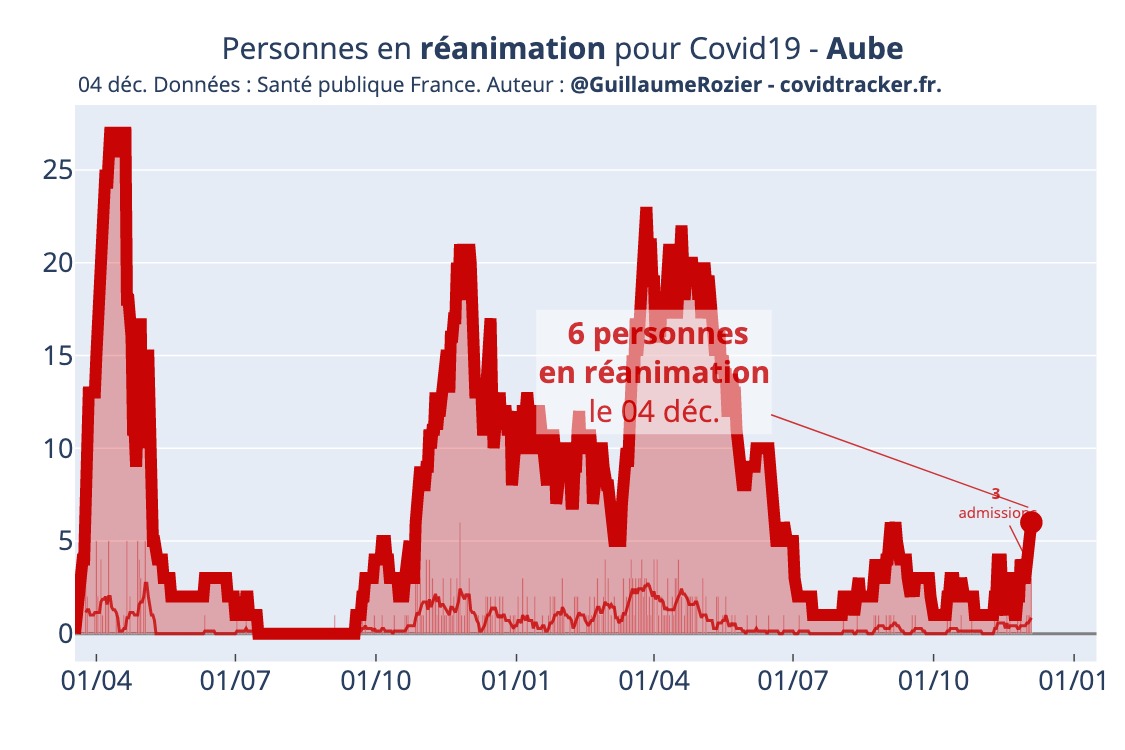 Personnes en réanimation pour Covid19 - Aube
04 déc. Données : Santé publique France. Auteur : @GuillaumeRozier - covidtracker.fr.
25
20
15
10
5
0
6 personnes
en réanimation
le 04 déc.
3
admissions
01/04
01/07
01/10
01/01
01/04
01/07
01/10
01/01